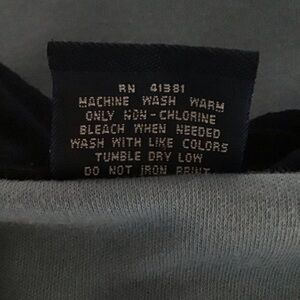 RN 41381
MACHINE WASH WARM
ONLY NON-CHLORINE
BLEACH WHEN NEEDED
WASH WITH LIKE COLORS
TUMBLE DRY LOW
DO NOT IRON PRINT